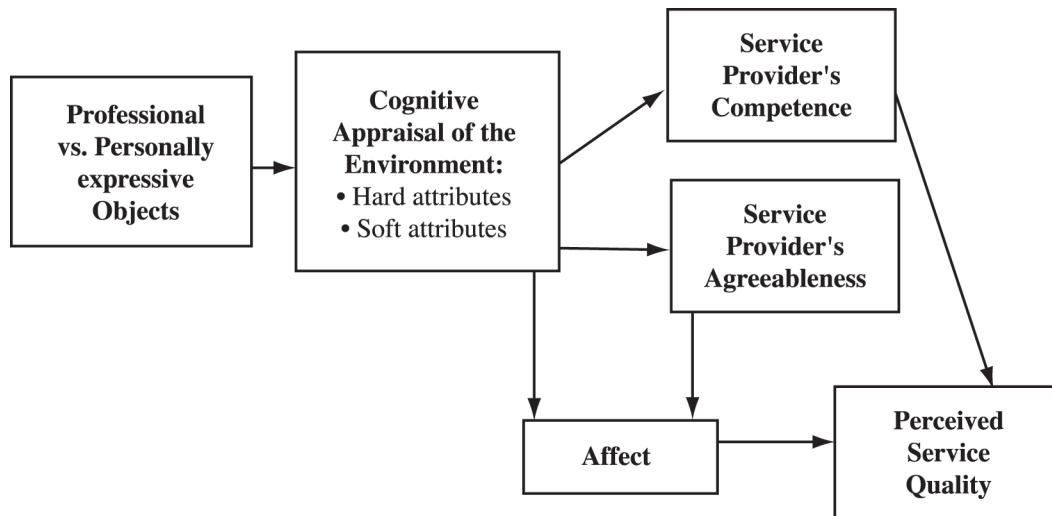 Professional
vs. Personally
expressive
Objects
Cognitive
Appraisal of the
Environment:
• Hard attributes
• Soft attributes
Service
Provider's
Competence
Service
Provider's
Agreeableness
Affect
Perceived
Service
Quality